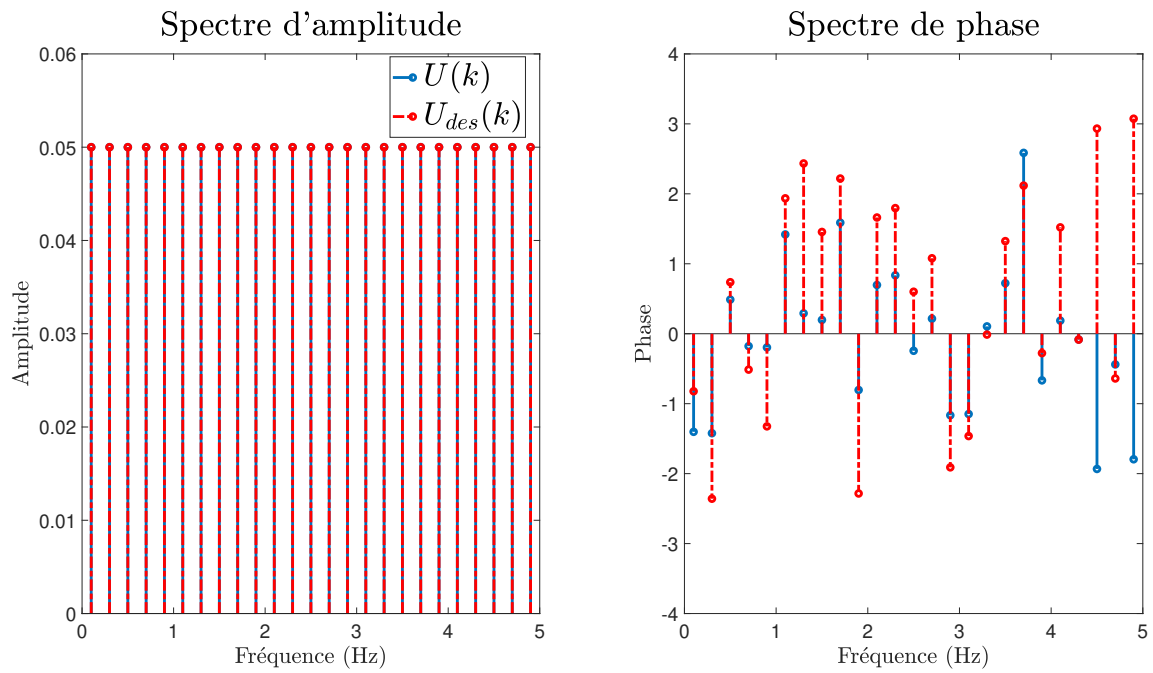 Spectre d'amplitude
0.06
0.05
0.04
0.03
0.02
0.01
0
Amplitude
U(k)
U_{des}(k)
0 1 2 3 4 5
Fréquence (Hz)
Spectre de phase
4
3
2
1
0
-1
-2
-3
-4
Phase
0 1 2 3 4 5
Fréquence (Hz)